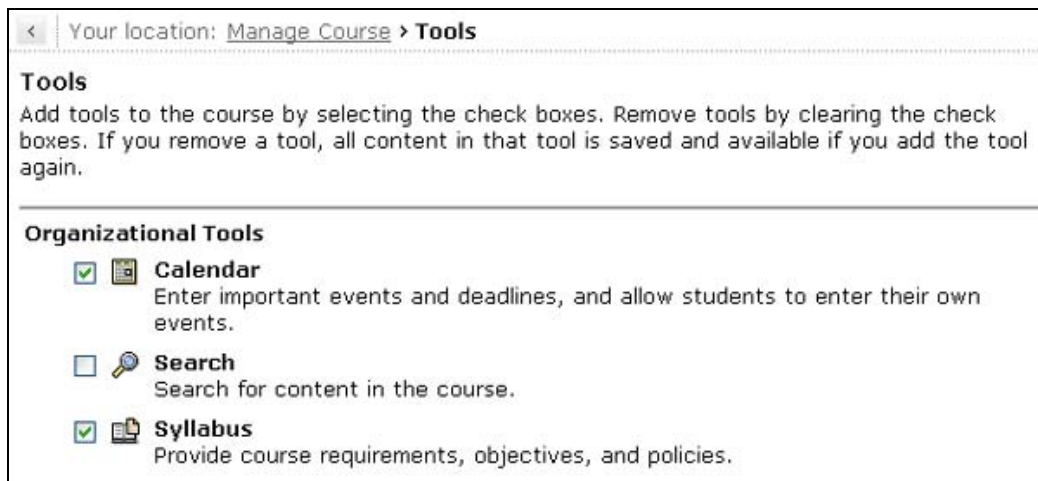 Your location: Manage Course › Tools
Tools
Add tools to the course by selecting the check boxes. Remove tools by clearing the check
boxes. If you remove a tool, all content in that tool is saved and available if you add the tool
again.
Organizational Tools
Calendar
Enter important events and deadlines, and allow students to enter their own
events.
Search
Search for content in the course.
Syllabus
Provide course requirements, objectives, and policies.